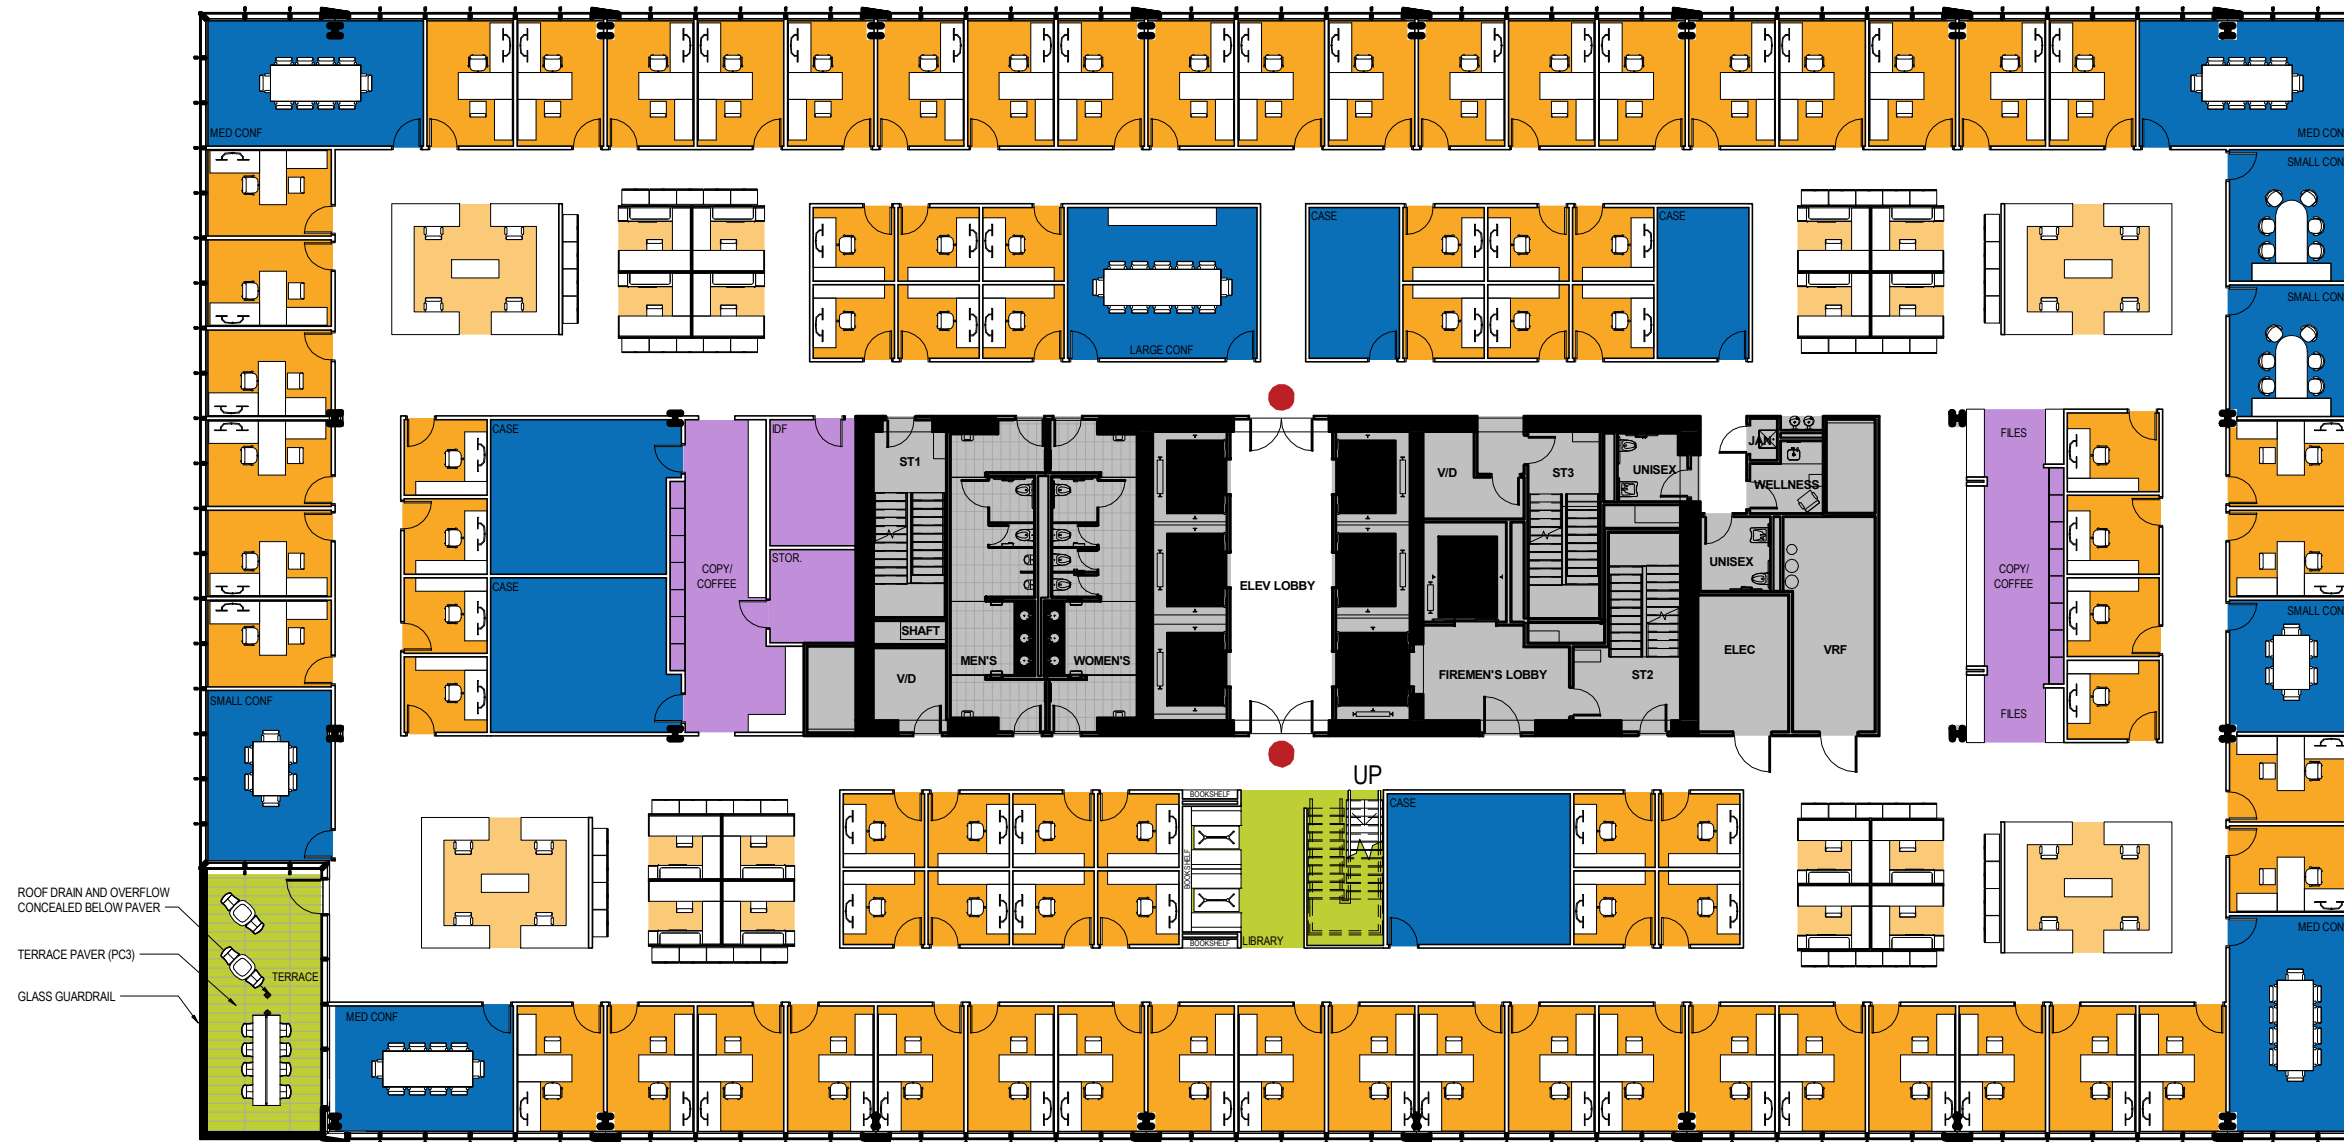 MED CONF
MED CON
SMALL CON
CASE
CASE
LARGE CONF
SMALL CON
CASE
IDF
ST1
V/D
ST3
UNISEX
JAN.
WELLNESS
FILES
COPY/
COFFEE
STOR.
CASE
ELEV LOBBY
UNISEX
COPY/
COFFEE
SMALL CON
SHAFT
MEN'S
WOMEN'S
V/D
FIREMEN'S LOBBY
ST2
ELEC
VRF
SMALL CONF
FILES
UP
BOOKSHELF
CASE
BOOKSHELF
ROOF DRAIN AND OVERFLOW
CONCEALED BELOW PAVER
TERRACE PAVER (PC3)
TERRACE
GLASS GUARDRAIL
BOOKSHELF
LIBRARY
MED CON
MED CONF